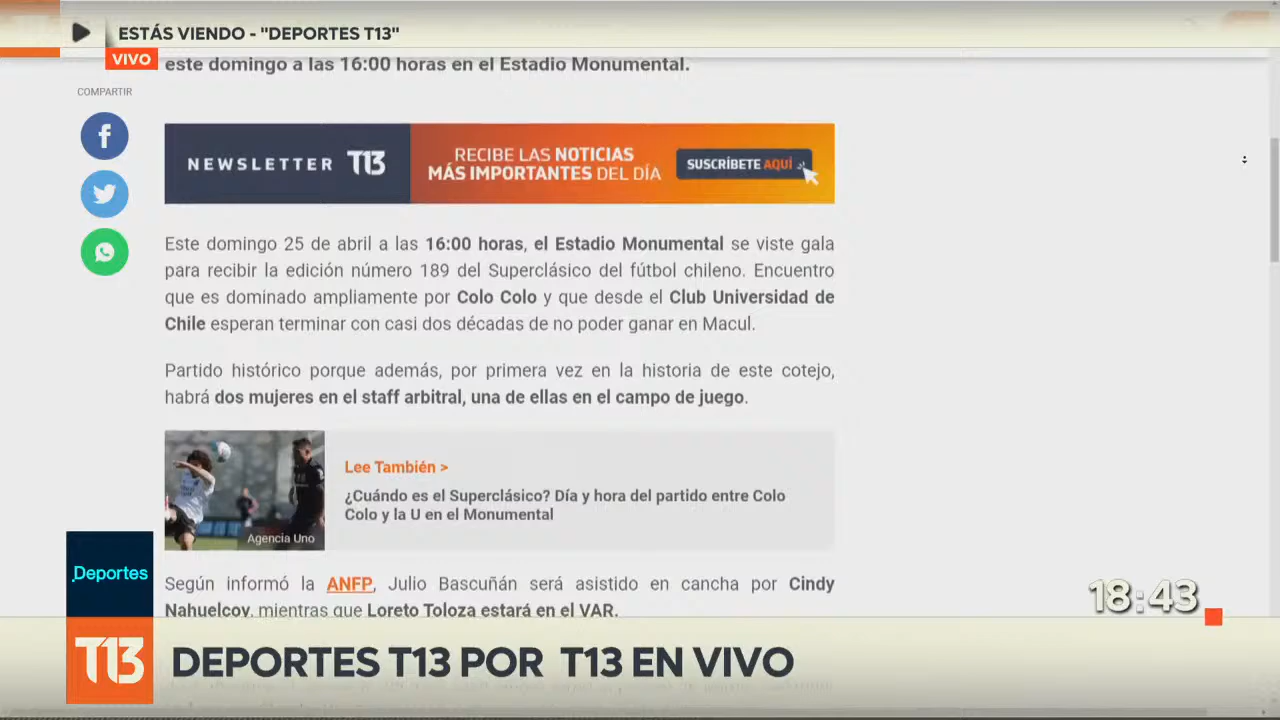 ESTÁS VIENDO - "DEPORTES T13"
VIVO
este domingo a las 16:00 horas en el Estadio Monumental.
COMPARTIR
NEWSLETTER T13
RECIBE LAS NOTICIAS
MÁS IMPORTANTES DEL DÍA
SUSCRÍBETE AQUÍ
Este domingo 25 de abril a las 16:00 horas, el Estadio Monumental se viste gala
para recibir la edición número 189 del Superclásico del fútbol chileno. Encuentro
que es dominado ampliamente por Colo Colo y que desde el Club Universidad de
Chile esperan terminar con casi dos décadas de no poder ganar en Macul.
Partido histórico porque además, por primera vez en la historia de este cotejo,
habrá dos mujeres en el staff arbitral, una de ellas en el campo de juego.
Lee También >
¿Cuándo es el Superclásico? Día y hora del partido entre Colo
Colo y la U en el Monumental
Agencia Uno
Según informó la ANFP, Julio Bascuñán será asistido en cancha por Cindy
Nahuelcoy, mientras que Loreto Toloza estará en el VAR.
Deportes
18:43
T13
DEPORTES T13 POR T13 EN VIVO